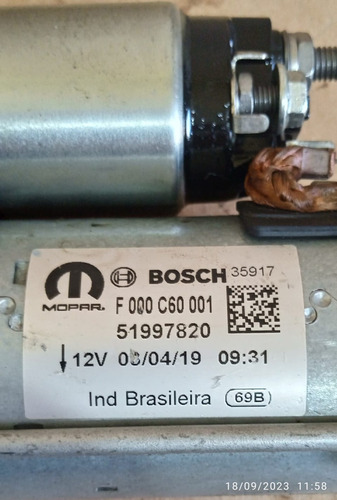 BOSCH 35917
MOPAR. F 000 C60 001
51997820
12V 03/04/19 09:31
Ind Brasileira 69B
18/09/2023 11:58